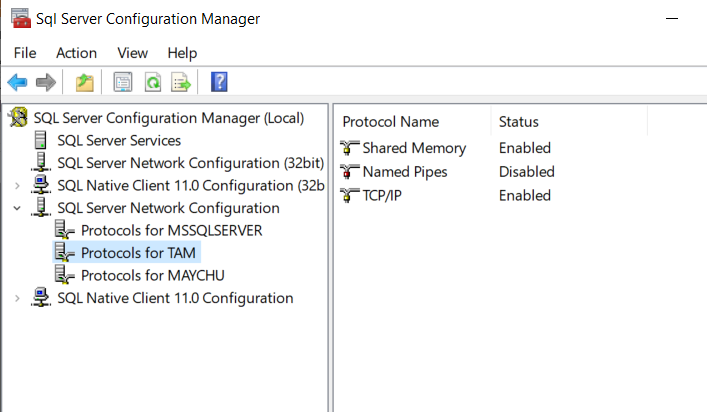 Sql Server Configuration Manager
File Action View Help
SQL Server Configuration Manager (Local)
SQL Server Services
SQL Server Network Configuration (32bit)
SQL Native Client 11.0 Configuration (32b
SQL Server Network Configuration
Protocols for MSSQLSERVER
Protocols for TAM
Protocols for MAYCHU
SQL Native Client 11.0 Configuration
Protocol Name Status
Shared Memory Enabled
Named Pipes Disabled
TCP/IP Enabled